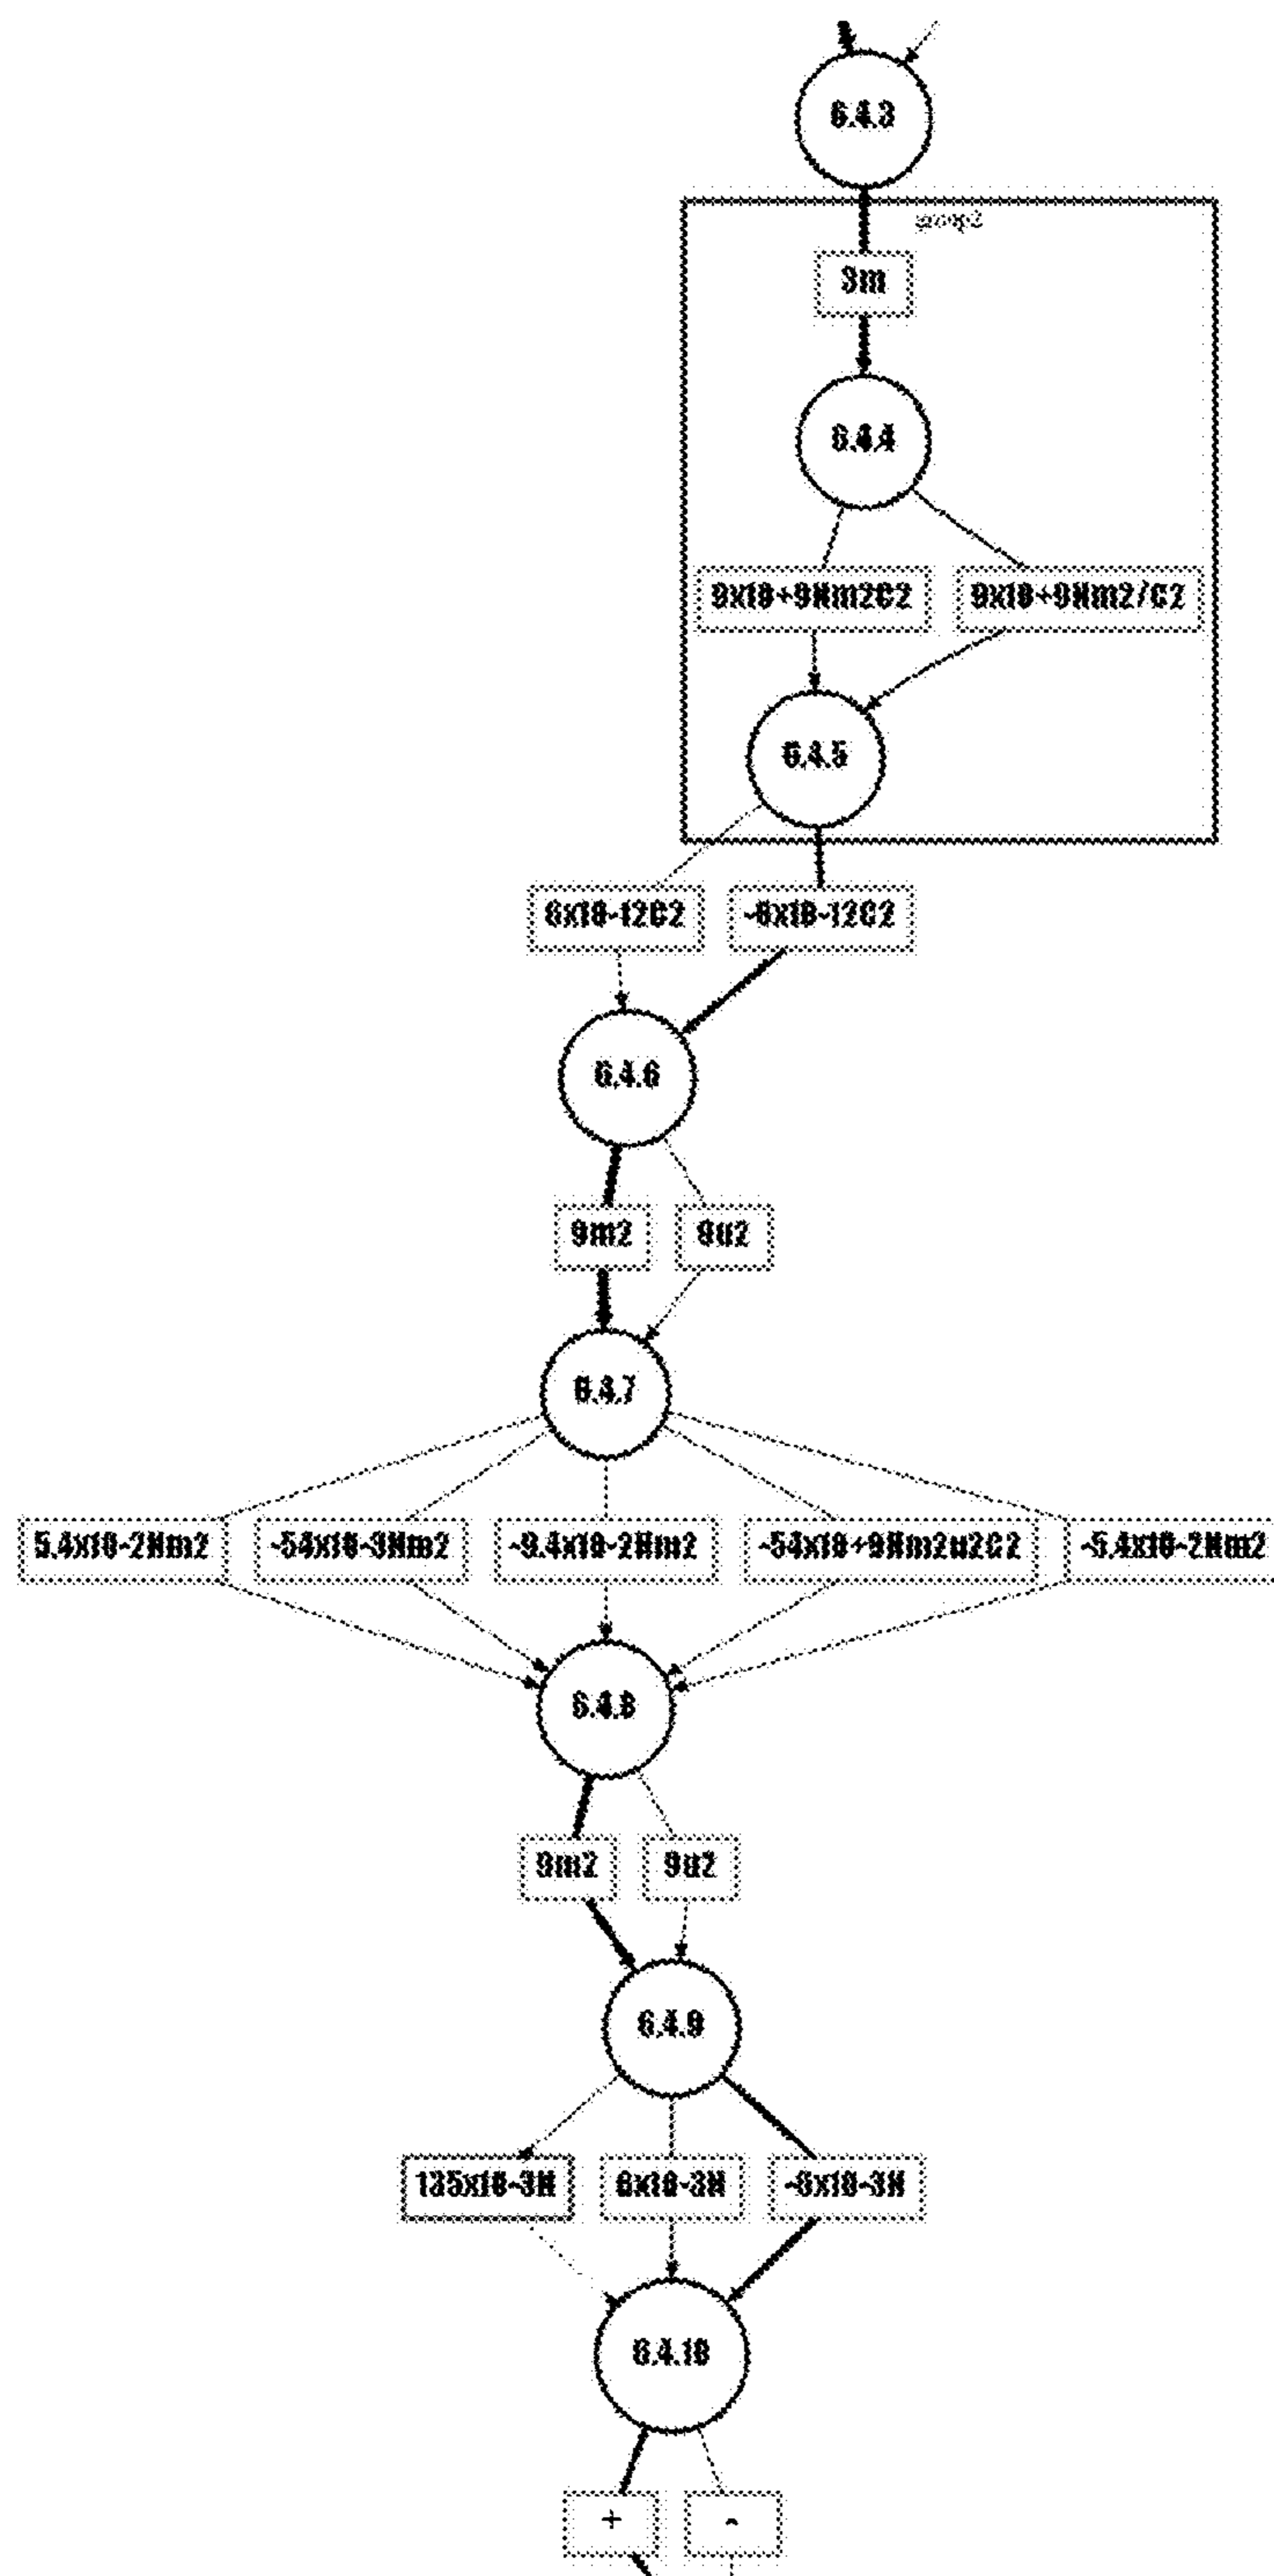 6.4.3
group2
3m
6.4.4
9x10+9Nm2C2 9x10+9Nm2/C2
6.4.5
6x10-12C2 -6x10-12C2
6.4.6
9m2 9u2
6.4.7
5.4x10-2Nm2 -54x10-3Nm2 -9.4x10-2Nm2 -54x10+9Nm2u2C2 -5.4x10-2Nm2
6.4.8
9m2 9u2
6.4.9
135x10-3N 6x10-3N -6x10-3N
6.4.10
+ -